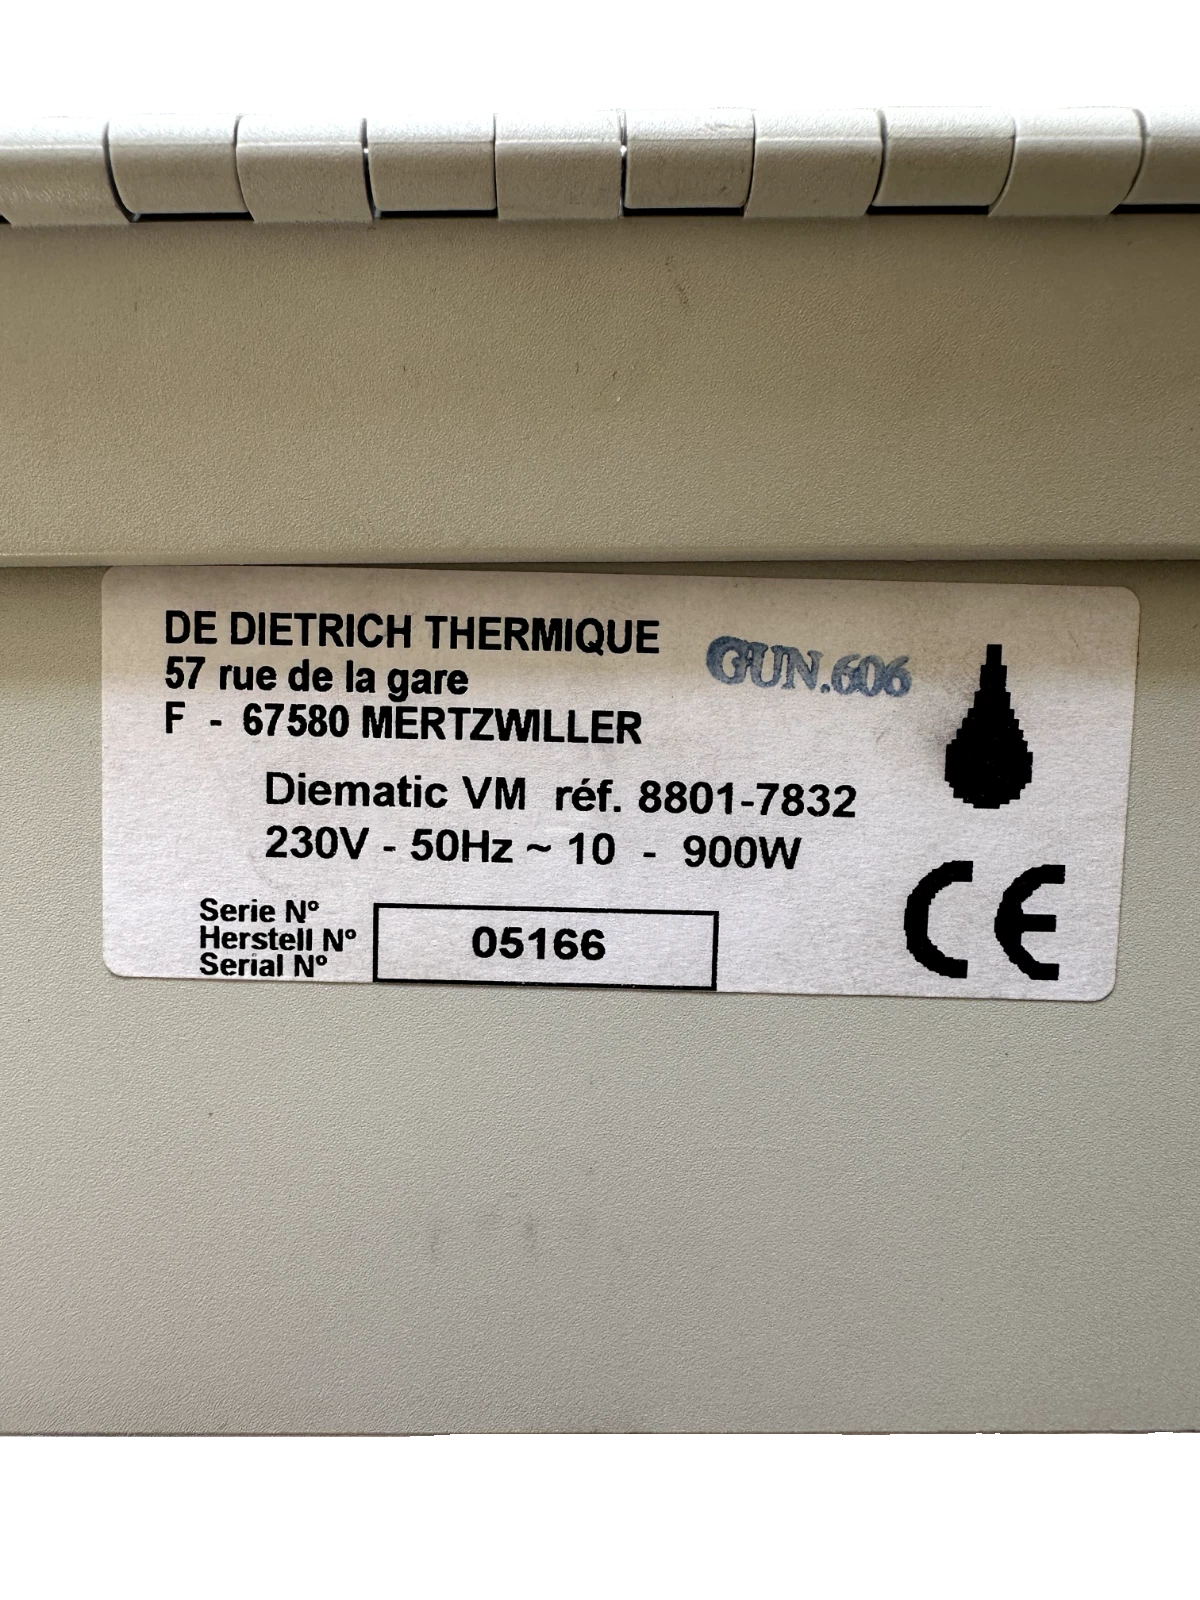 DE DIETRICH THERMIQUE
57 rue de la gare
F - 67580 MERTZWILLER
GUN.606
Diematic VM réf. 8801-7832
230V - 50Hz ~ 10 - 900W
Serie N°
Herstell N°
Serial N°
05166
CE